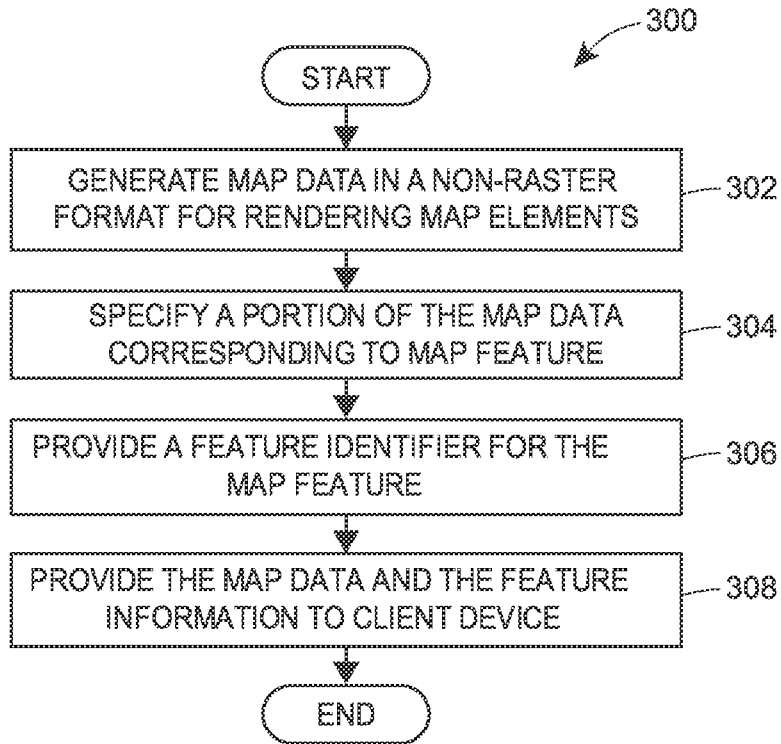 300
START
GENERATE MAP DATA IN A NON-RASTER
FORMAT FOR RENDERING MAP ELEMENTS
302
SPECIFY A PORTION OF THE MAP DATA
CORRESPONDING TO MAP FEATURE
304
PROVIDE A FEATURE IDENTIFIER FOR THE
MAP FEATURE
306
PROVIDE THE MAP DATA AND THE FEATURE
INFORMATION TO CLIENT DEVICE
308
END